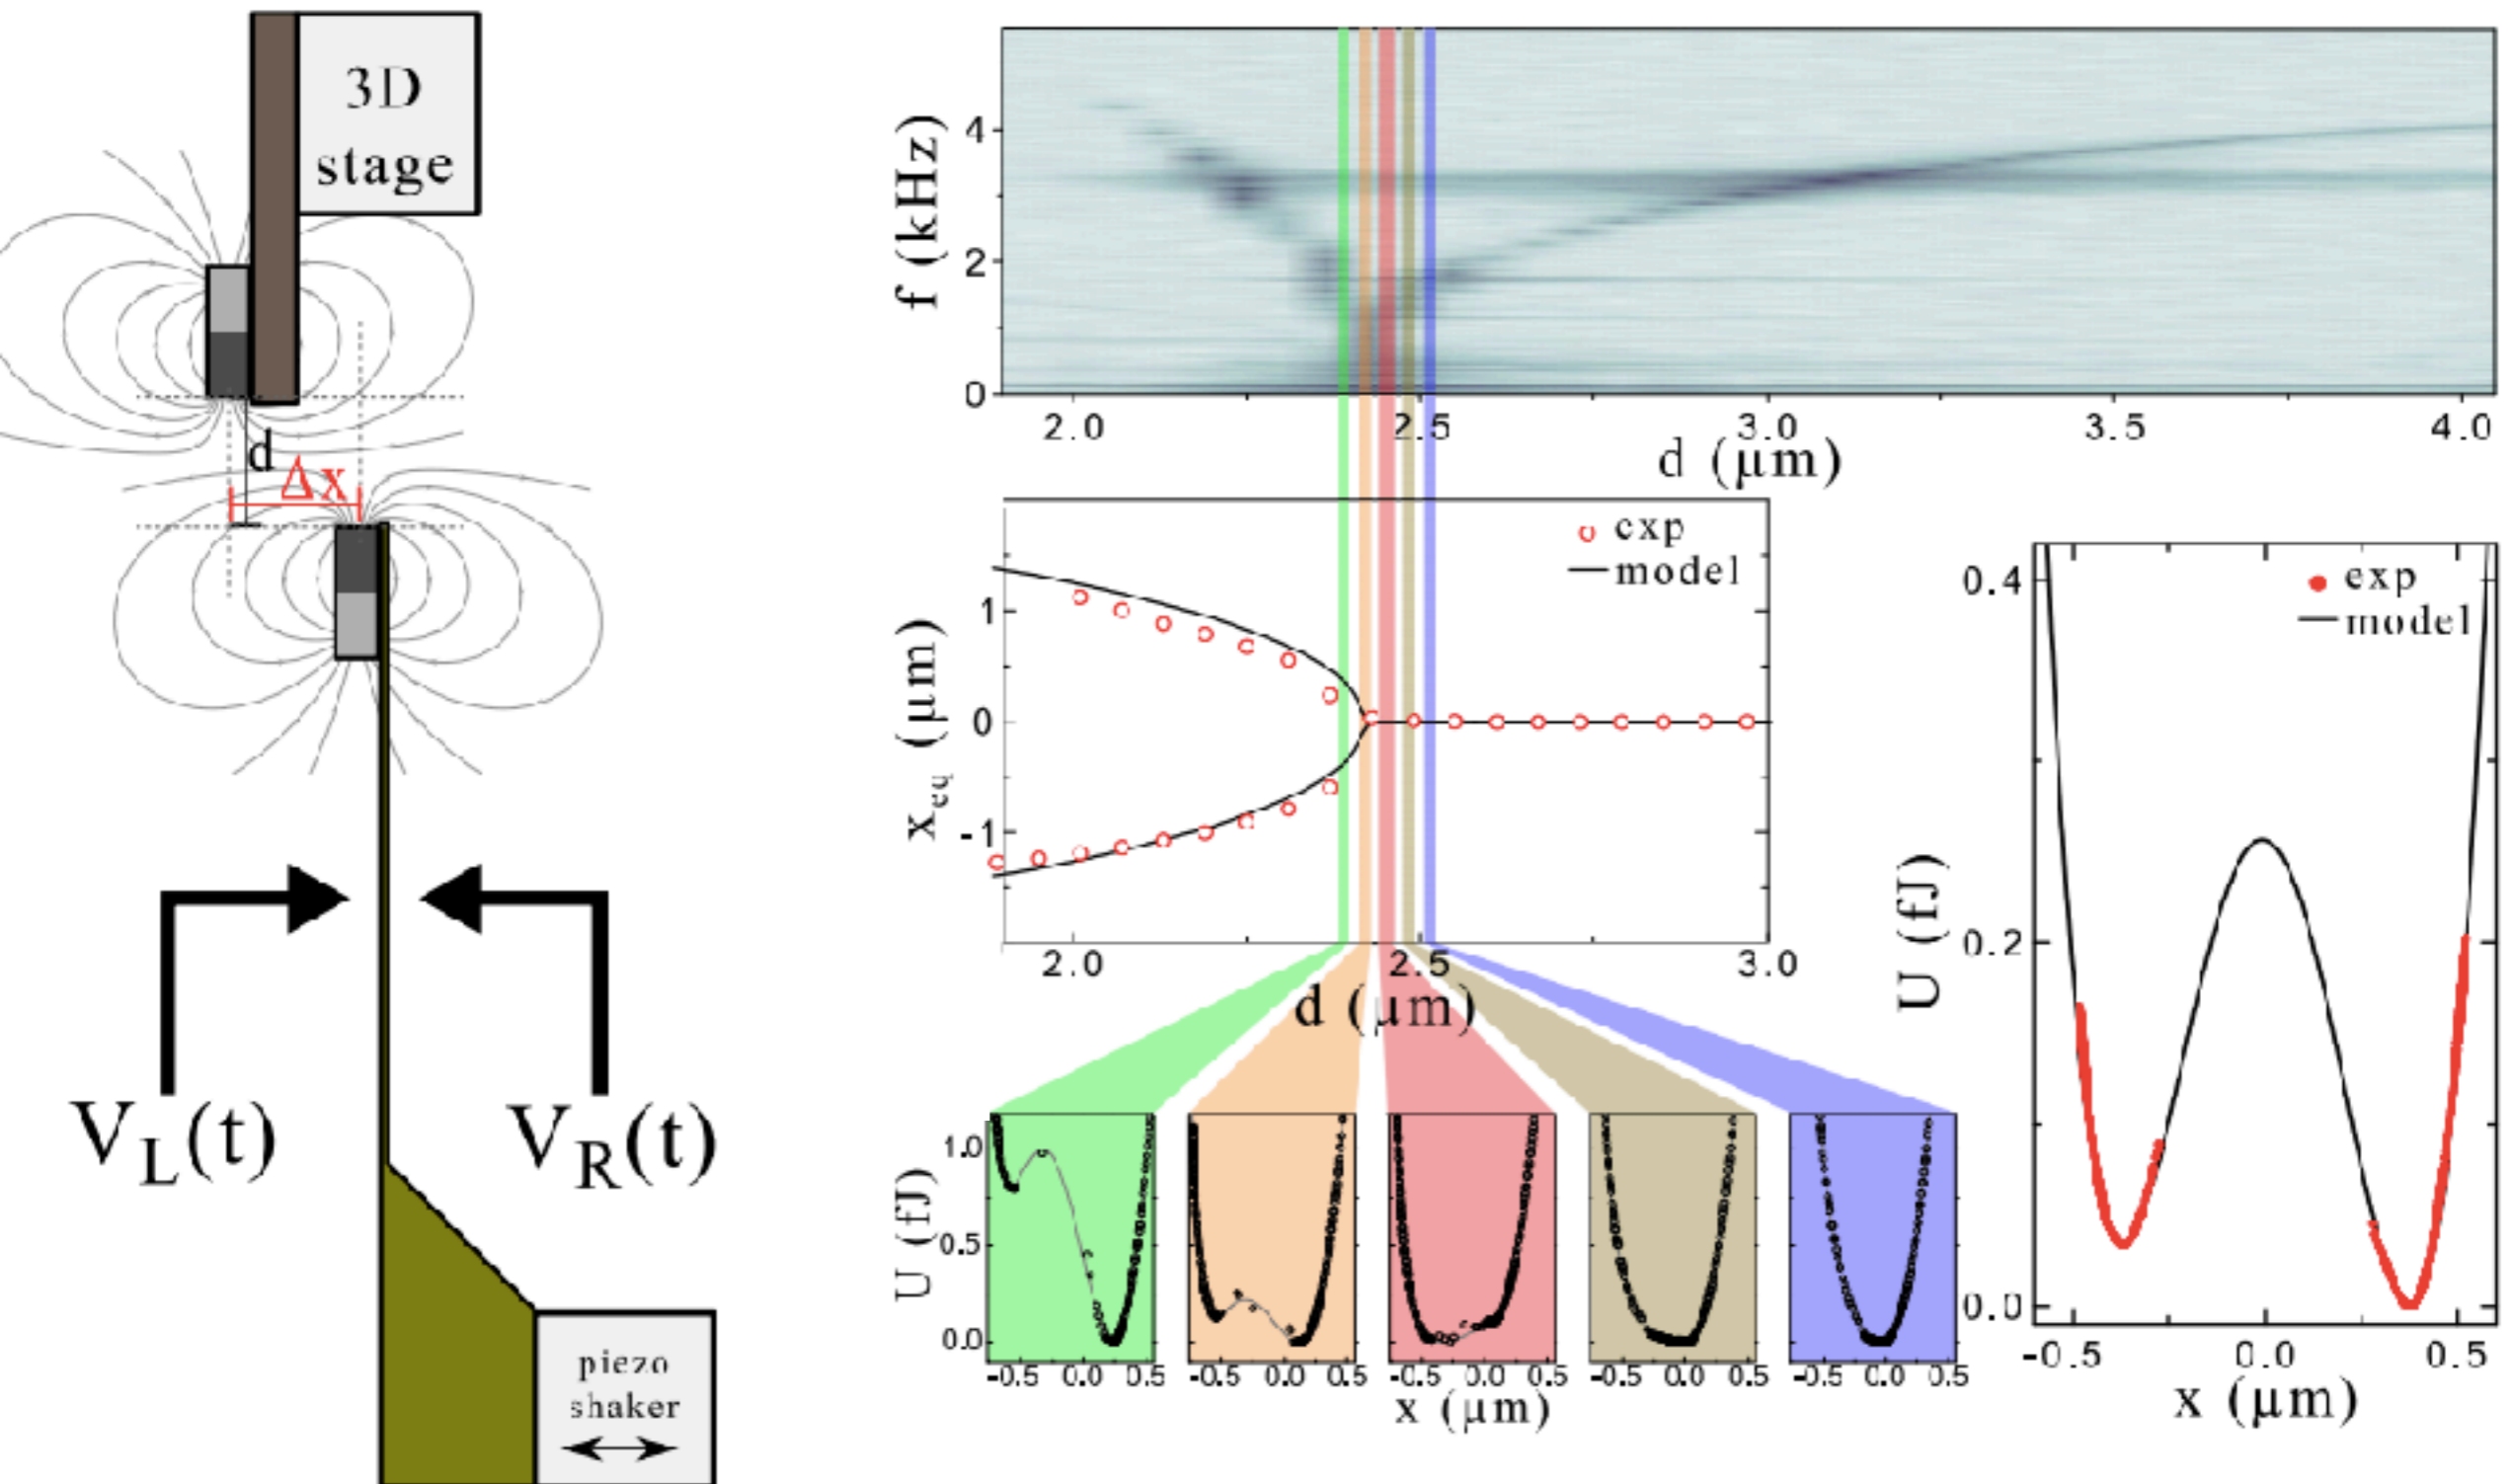 3D
stage
d
Δx
V_L(t)
V_R(t)
piezo
shaker
f (kHz)
4
2
0
2.0 2.5 3.0 3.5 4.0
d (μm)
exp
model
x_eq (μm)
1
0
-1
2.0 2.5 3.0
d (μm)
U (fJ)
1.0
0.5
0.0
-0.5 0.0 0.5 -0.5 0.0 0.5 -0.5 0.0 0.5 -0.5 0.0 0.5 -0.5 0.0 0.5
x (μm)
exp
model
U (fJ)
0.4
0.2
0.0
-0.5 0.0 0.5
x (μm)